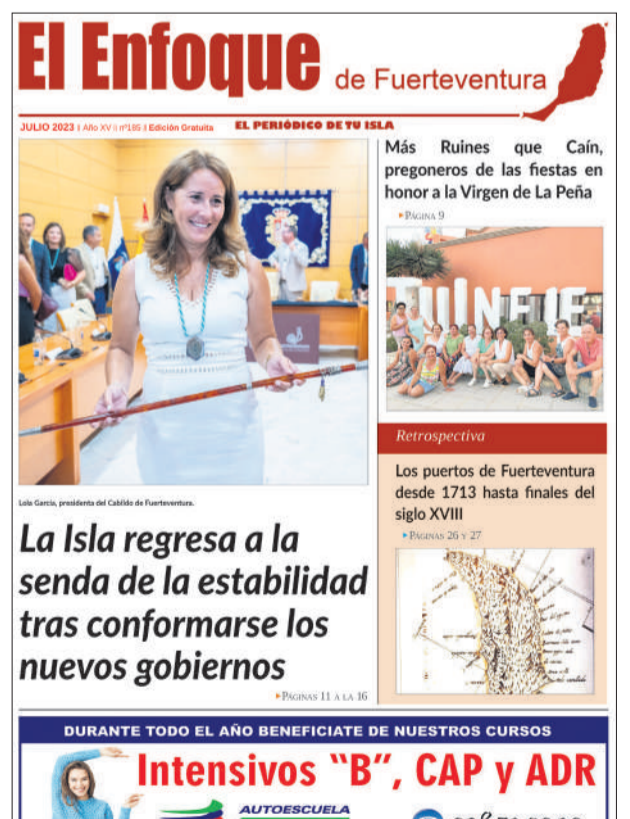 El Enfoque
de Fuerteventura
JULIO 2023 || Año XV || nº185 || Edición Gratuita
EL PERIÓDICO DE TU ISLA
Lola García, presidenta del Cabildo de Fuerteventura.
La Isla regresa a la
senda de la estabilidad
tras conformarse los
nuevos gobiernos
PÁGINAS 11 A LA 16
Más Ruines que Caín,
pregoneros de las fiestas en
honor a la Virgen de La Peña
PÁGINA 9
TUINEJE
Retrospectiva
Los puertos de Fuerteventura
desde 1713 hasta finales del
siglo XVIII
PÁGINAS 26 Y 27
DURANTE TODO EL AÑO BENEFICIATE DE NUESTROS CURSOS
Intensivos "B", CAP y ADR
AUTOESCUELA